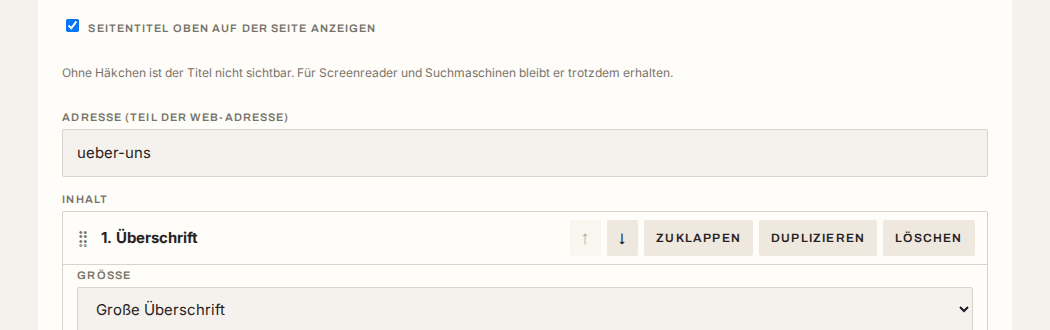 SEITENTITEL OBEN AUF DER SEITE ANZEIGEN
Ohne Häkchen ist der Titel nicht sichtbar. Für Screenreader und Suchmaschinen bleibt er trotzdem erhalten.
ADRESSE (TEIL DER WEB-ADRESSE)
ueber-uns
INHALT
1. Überschrift ↑ ↓ ZUKLAPPEN DUPLIZIEREN LÖSCHEN
GRÖSSE
Große Überschrift